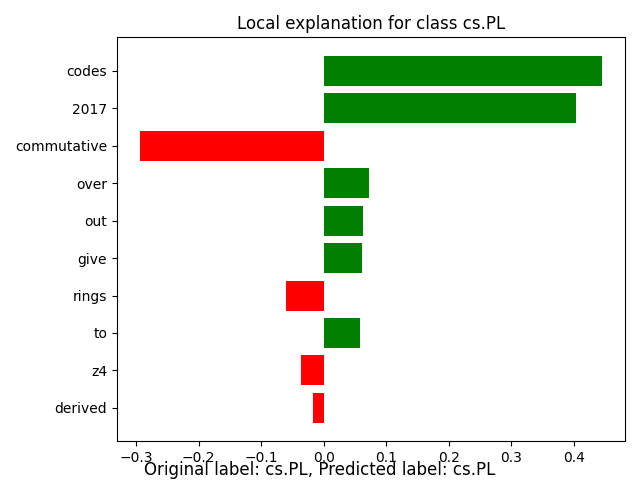 Local explanation for class cs.PL
codes
2017
commutative
over
out
give
rings
to
z4
derived
−0.3 −0.2 −0.1 0.0 0.1 0.2 0.3 0.4
Original label: cs.PL, Predicted label: cs.PL